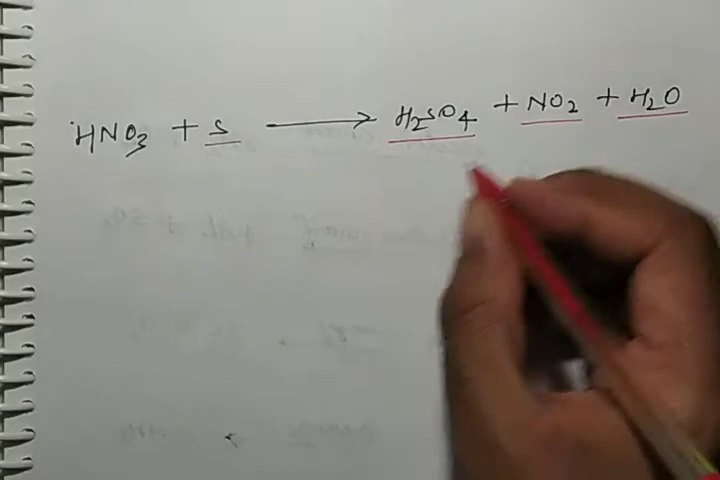 HNO₃ + S ⟶ H₂SO₄ + NO₂ + H₂O